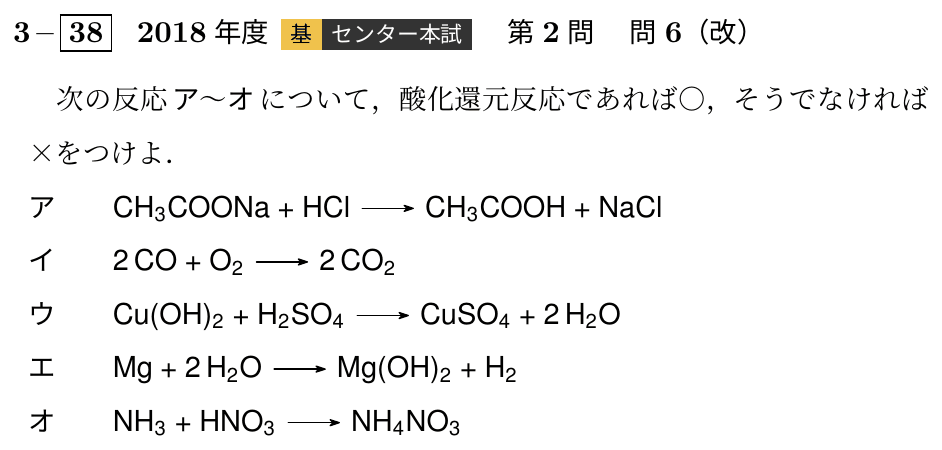 3−38 2018 年度 基 センター本試 第 2 問 問 6（改）
次の反応ア〜オについて，酸化還元反応であれば○，そうでなければ
×をつけよ．
ア CH₃COONa + HCl ⟶ CH₃COOH + NaCl
イ 2 CO + O₂ ⟶ 2 CO₂
ウ Cu(OH)₂ + H₂SO₄ ⟶ CuSO₄ + 2 H₂O
エ Mg + 2 H₂O ⟶ Mg(OH)₂ + H₂
オ NH₃ + HNO₃ ⟶ NH₄NO₃